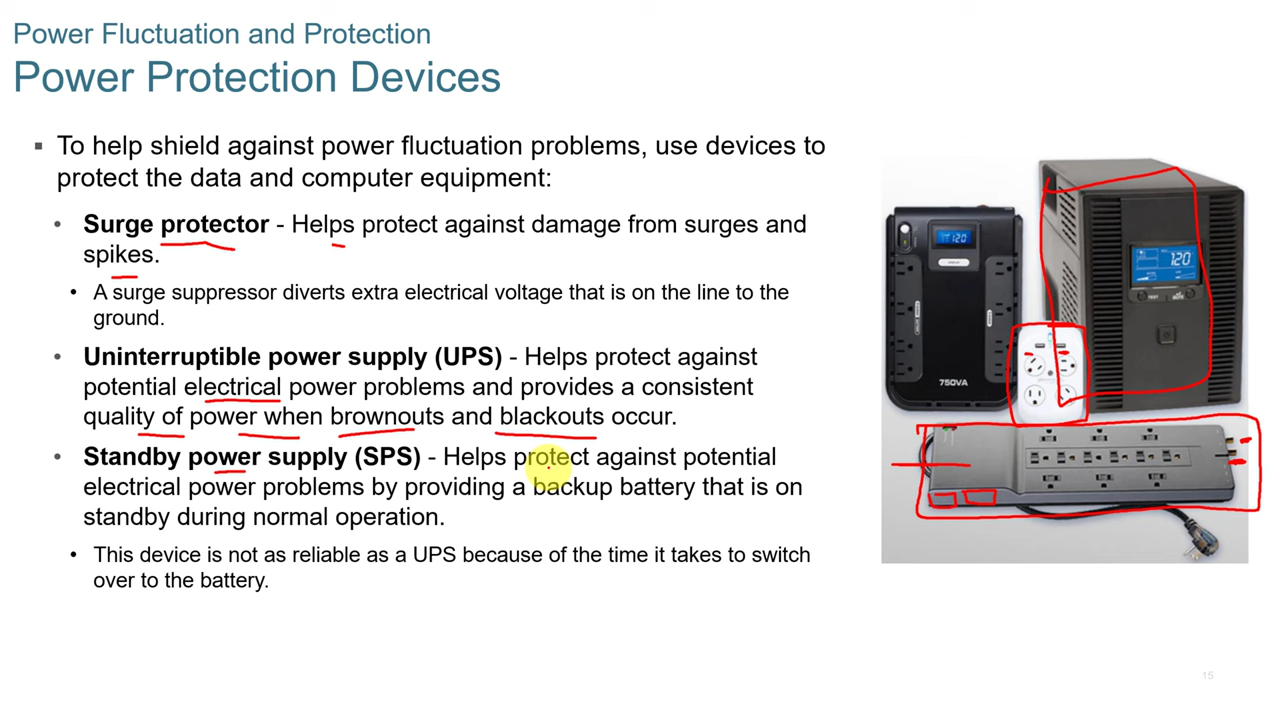 Power Fluctuation and Protection
Power Protection Devices
▪ To help shield against power fluctuation problems, use devices to
protect the data and computer equipment:
• Surge protector - Helps protect against damage from surges and
spikes.
• A surge suppressor diverts extra electrical voltage that is on the line to the
ground.
• Uninterruptible power supply (UPS) - Helps protect against
potential electrical power problems and provides a consistent
quality of power when brownouts and blackouts occur.
• Standby power supply (SPS) - Helps protect against potential
electrical power problems by providing a backup battery that is on
standby during normal operation.
• This device is not as reliable as a UPS because of the time it takes to switch
over to the battery.
120
750VA
120
TEST
MUTE
15